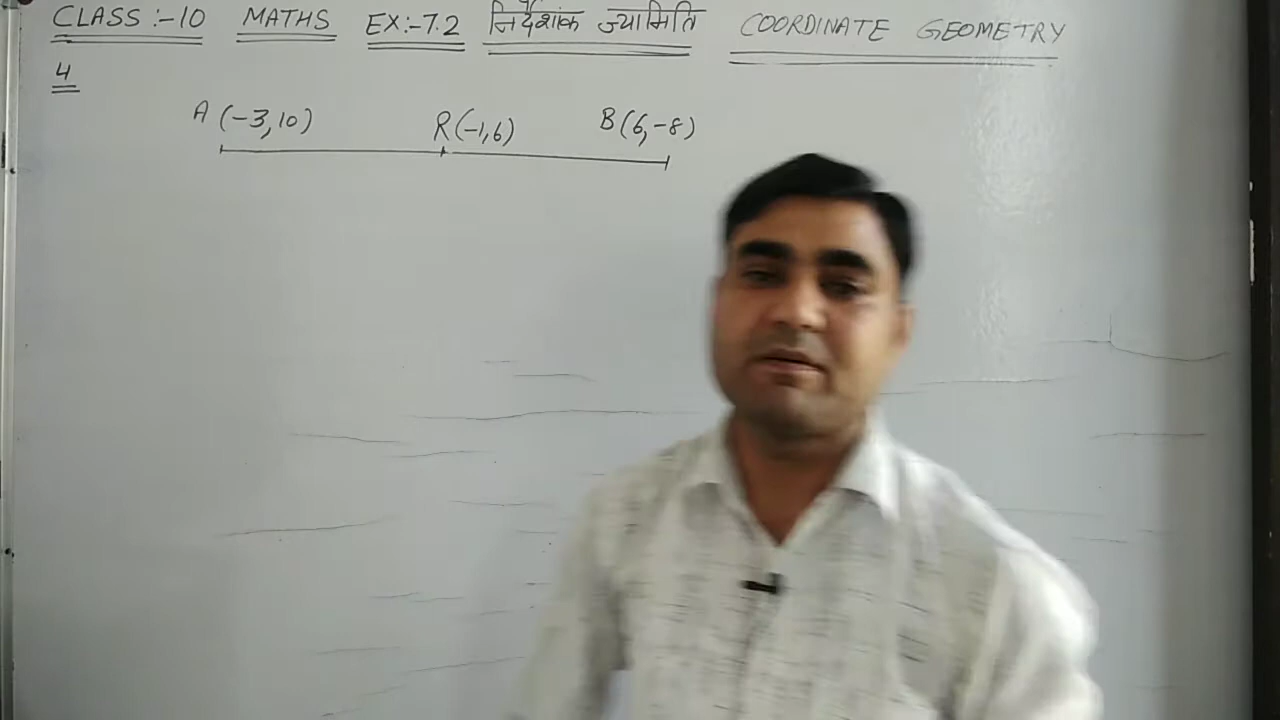 CLASS :-10 MATHS EX:-7.2 निर्देशांक ज्यामिति COORDINATE GEOMETRY
4
A (-3,10) R(-1,6) B(6,-8)